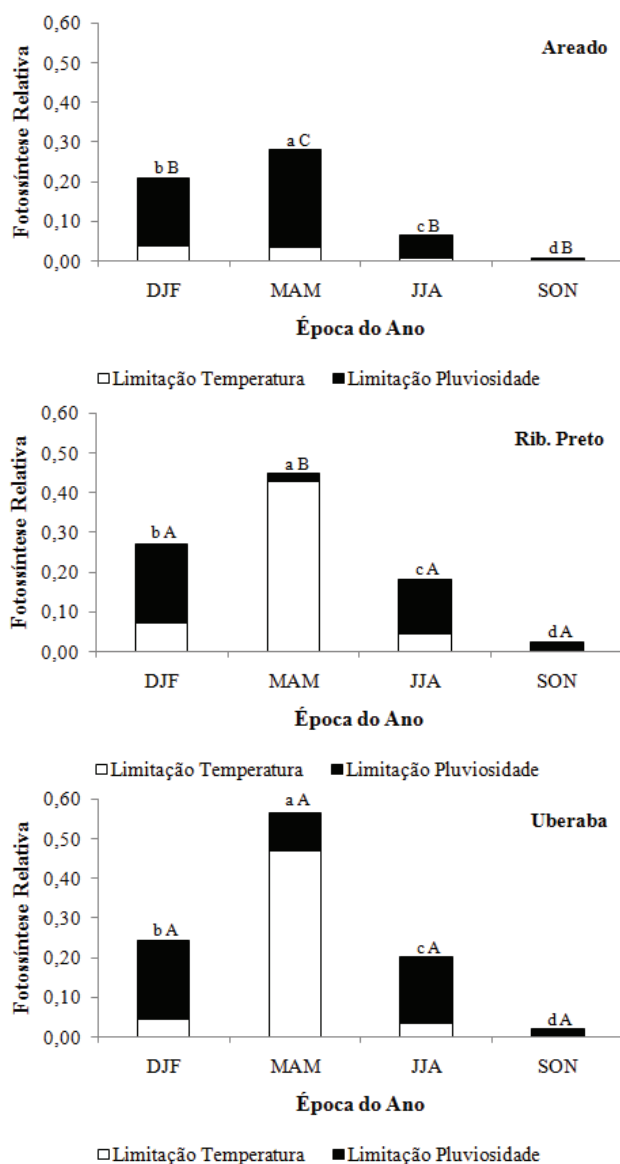 Areado
Fotossíntese Relativa
0,60
0,50
0,40
0,30
0,20
0,10
0,00
b B
a C
c B
d B
DJF MAM JJA SON
Época do Ano
Limitação Temperatura Limitação Pluviosidade
Rib. Preto
Fotossíntese Relativa
0,60
0,50
0,40
0,30
0,20
0,10
0,00
b A
a B
c A
d A
DJF MAM JJA SON
Época do Ano
Limitação Temperatura Limitação Pluviosidade
Uberaba
Fotossíntese Relativa
0,60
0,50
0,40
0,30
0,20
0,10
0,00
b A
a A
c A
d A
DJF MAM JJA SON
Época do Ano
Limitação Temperatura Limitação Pluviosidade